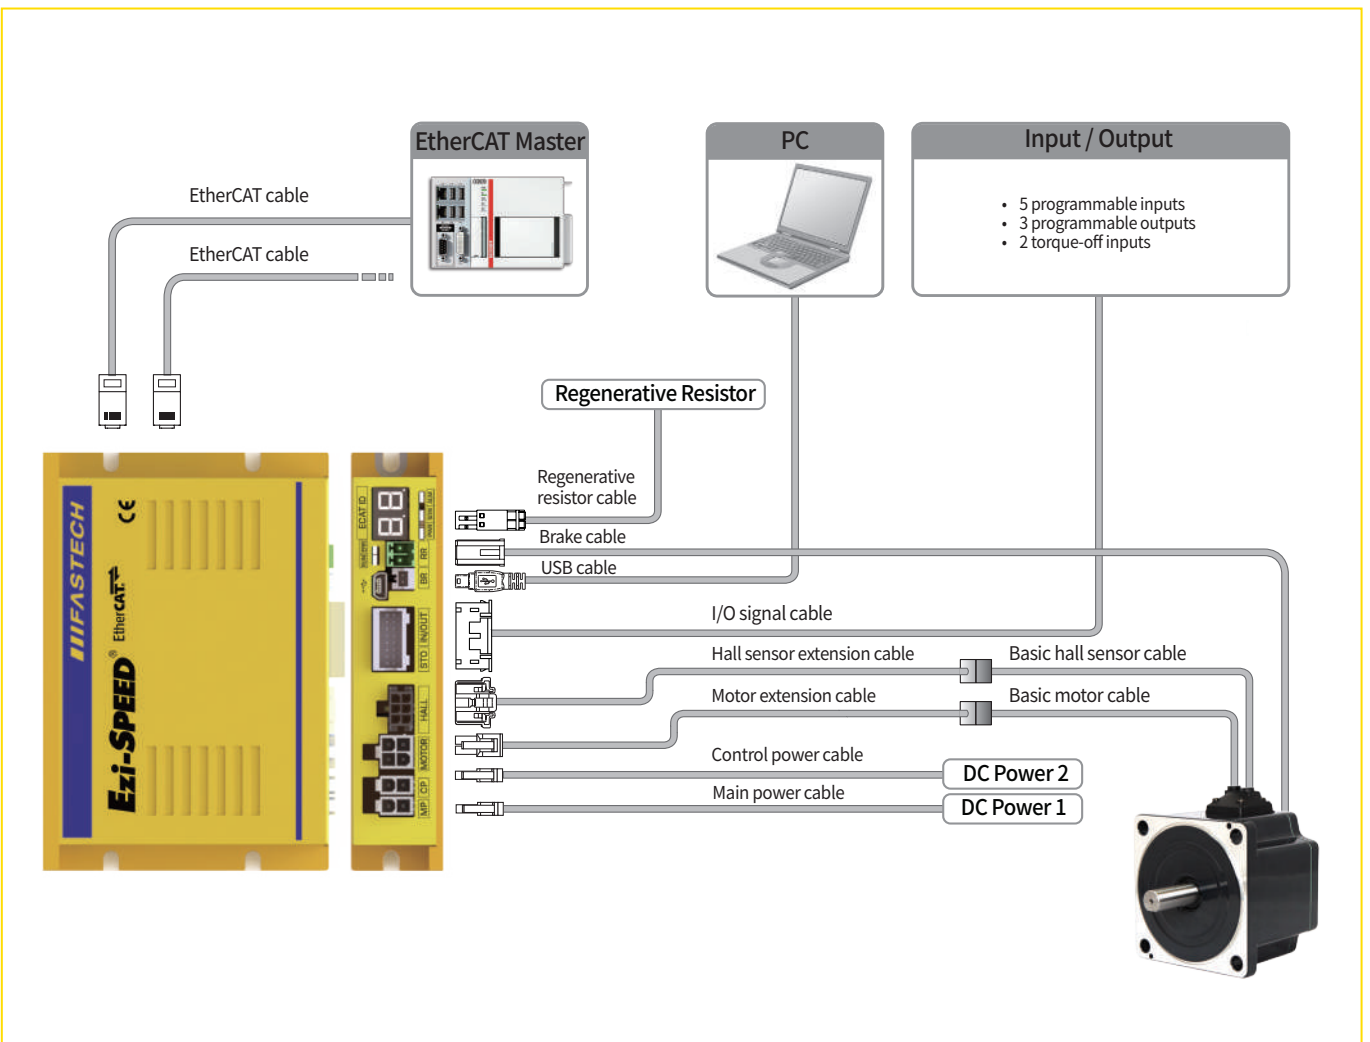 EtherCAT Master
PC
Input / Output
EtherCAT cable
EtherCAT cable
• 5 programmable inputs
• 3 programmable outputs
• 2 torque-off inputs
Regenerative Resistor
Regenerative
resistor cable
Brake cable
USB cable
I/O signal cable
Hall sensor extension cable
Basic hall sensor cable
Motor extension cable
Basic motor cable
Control power cable
DC Power 2
Main power cable
DC Power 1
FASTECH
CE
Ezi-SPEED® EtherCAT
ECAT ID
88
BR RR
STO IN/OUT
HALL
MOTOR
MP CP